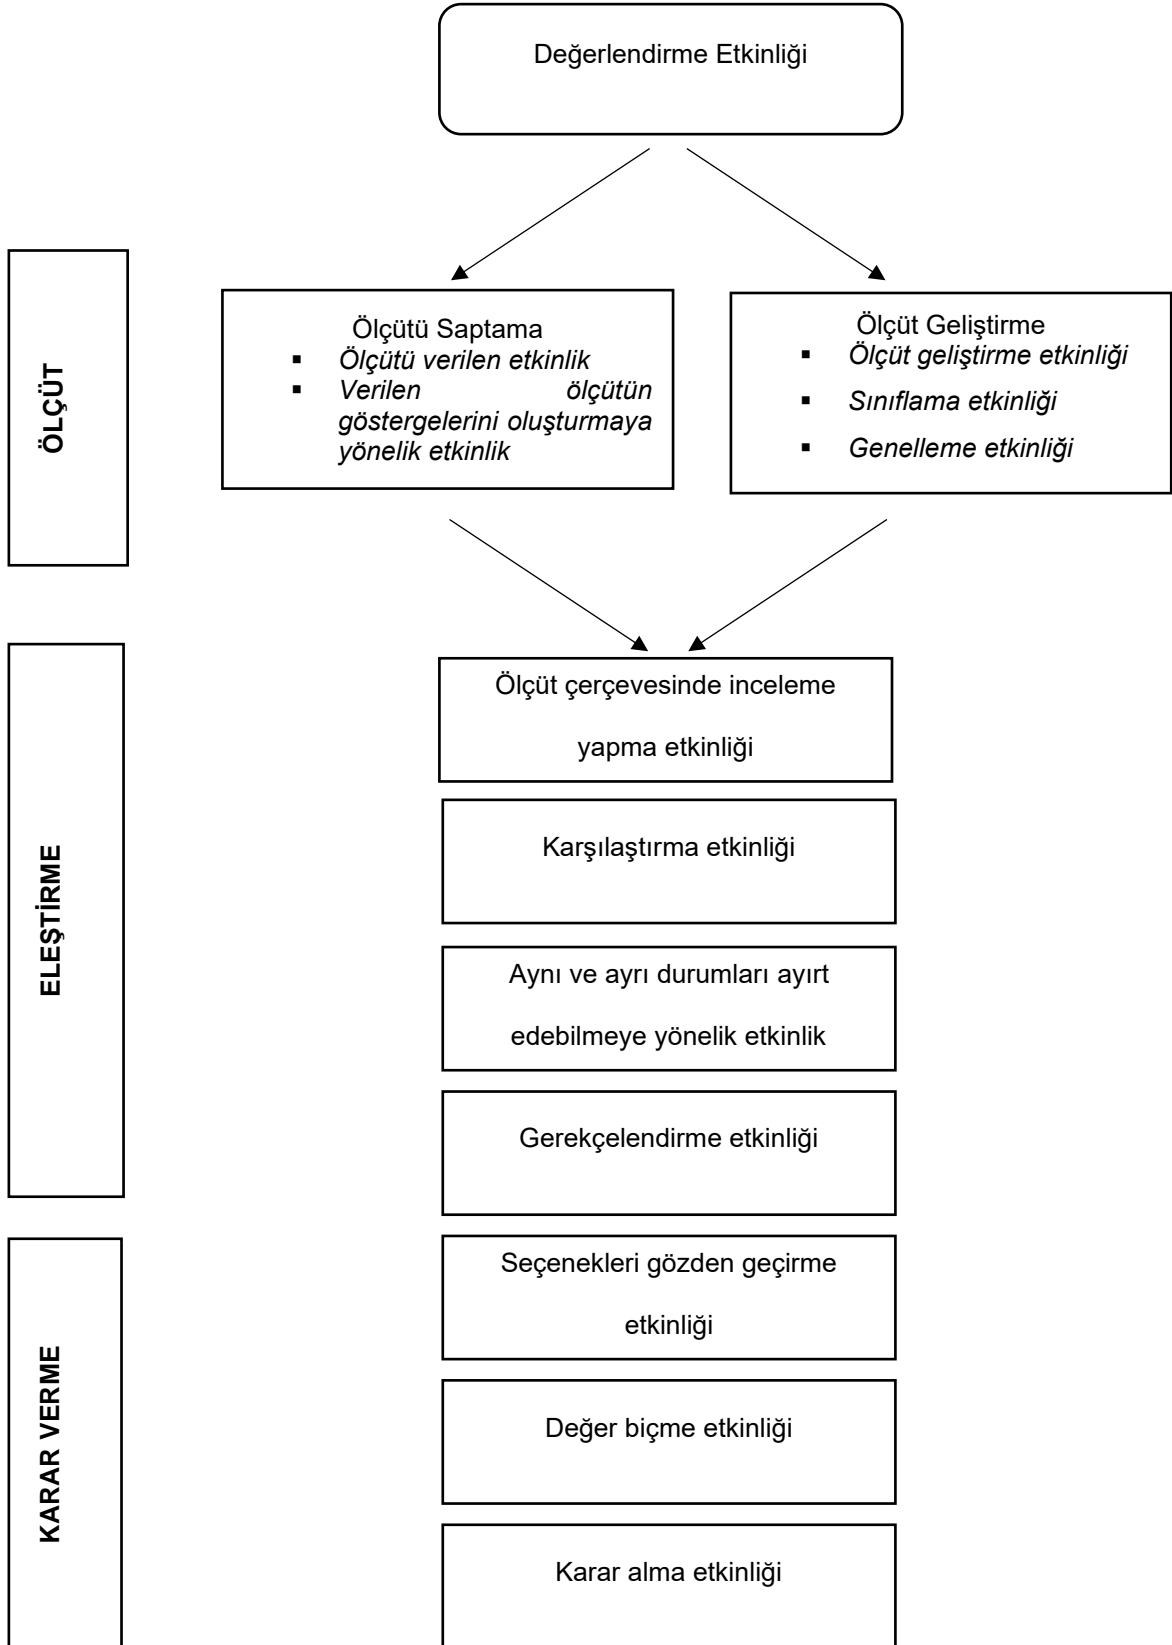 Değerlendirme Etkinliği
ÖLÇÜT
Ölçütü Saptama
▪ Ölçütü verilen etkinlik
▪ Verilen ölçütün
göstergelerini oluşturmaya
yönelik etkinlik
Ölçüt Geliştirme
▪ Ölçüt geliştirme etkinliği
▪ Sınıflama etkinliği
▪ Genelleme etkinliği
ELEŞTİRME
Ölçüt çerçevesinde inceleme
yapma etkinliği
Karşılaştırma etkinliği
Aynı ve ayrı durumları ayırt
edebilmeye yönelik etkinlik
Gerekçelendirme etkinliği
KARAR VERME
Seçenekleri gözden geçirme
etkinliği
Değer biçme etkinliği
Karar alma etkinliği